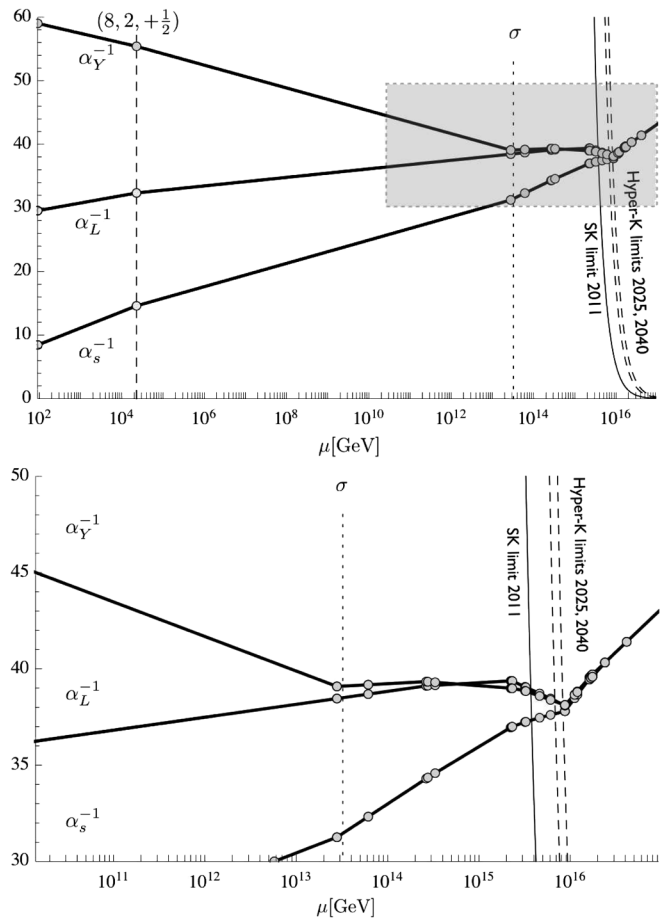 60
50
40
30
20
10
0
(8, 2, +1/2)
α_Y^{-1}
α_L^{-1}
α_s^{-1}
σ
SK limit 2011
Hyper-K limits 2025, 2040
10^2 10^4 10^6 10^8 10^10 10^12 10^14 10^16
μ[GeV]
50
45
40
35
30
α_Y^{-1}
α_L^{-1}
α_s^{-1}
σ
SK limit 2011
Hyper-K limits 2025, 2040
10^11 10^12 10^13 10^14 10^15 10^16
μ[GeV]